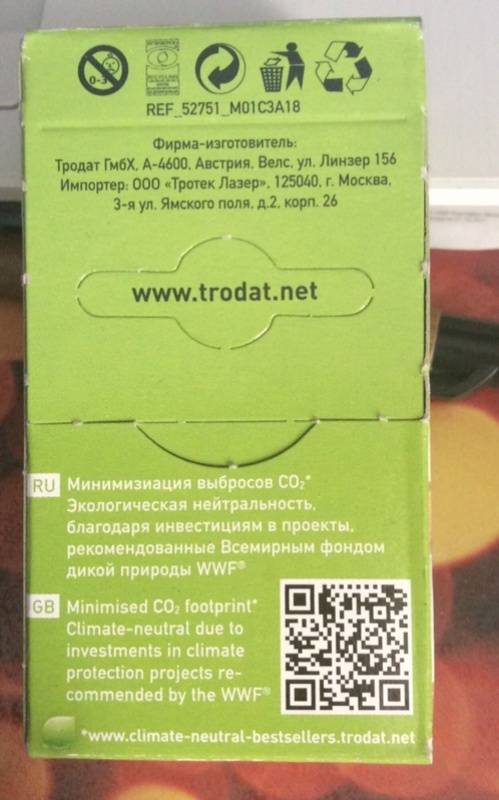 0-3
REF_52751_M01C3A18
Фирма-изготовитель:
Тродат ГмбХ, А-4600, Австрия, Велс, ул. Линзер 156
Импортер: ООО «Тротек Лазер», 125040, г. Москва,
3-я ул. Ямского поля, д.2, корп. 26
www.trodat.net
RU Минимизиация выбросов CO₂*
Экологическая нейтральность,
благодаря инвестициям в проекты,
рекомендованные Всемирным фондом
дикой природы WWF®
GB Minimised CO₂ footprint*
Climate-neutral due to
investments in climate
protection projects re-
commended by the WWF®
*www.climate-neutral-bestsellers.trodat.net